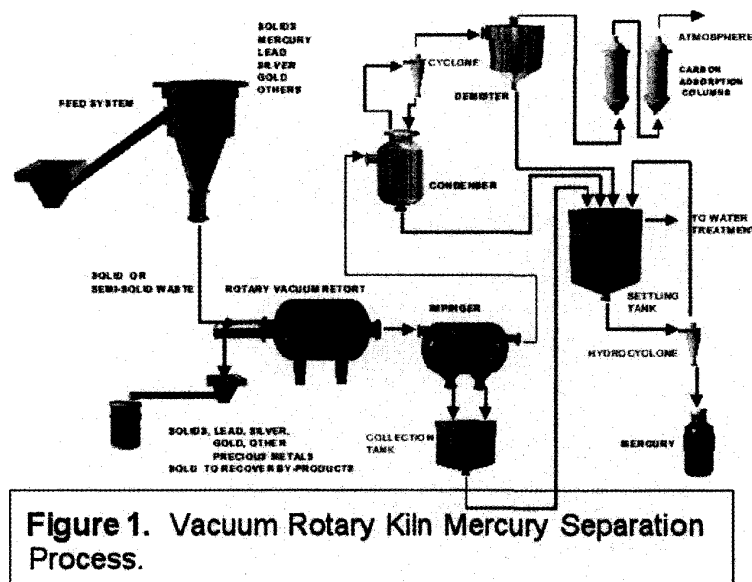 SOLIDS
MERCURY
LEAD
SILVER
GOLD
OTHERS
FEED SYSTEM
CYCLONE
DEMISTER
ATMOSPHERE
CARBON
ADSORPTION
COLUMNS
CONDENSER
TO WATER
TREATMENT
SOLID OR
SEMI-SOLID WASTE
ROTARY VACUUM RETORT
IMPINGER
SETTLING
TANK
HYDROCYCLONE
SOLIDS, LEAD, SILVER,
GOLD, OTHER
PRECIOUS METALS
SOLD TO RECOVER BY-PRODUCTS
COLLECTION
TANK
MERCURY
Figure 1. Vacuum Rotary Kiln Mercury Separation
Process.